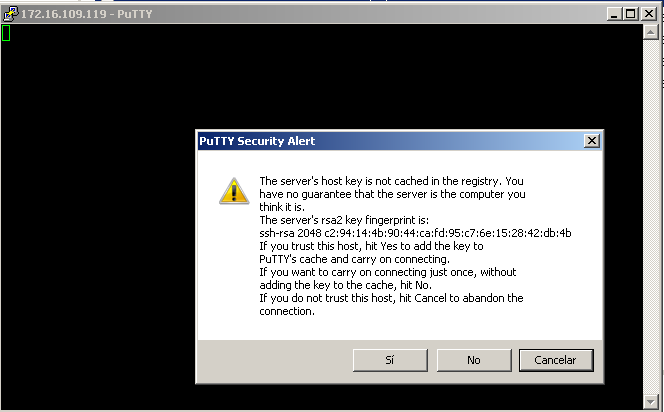 172.16.109.119 - PuTTY
PuTTY Security Alert
The server's host key is not cached in the registry. You
have no guarantee that the server is the computer you
think it is.
The server's rsa2 key fingerprint is:
ssh-rsa 2048 c2:94:14:4b:90:44:ca:fd:95:c7:6e:15:28:42:db:4b
If you trust this host, hit Yes to add the key to
PuTTY's cache and carry on connecting.
If you want to carry on connecting just once, without
adding the key to the cache, hit No.
If you do not trust this host, hit Cancel to abandon the
connection.
Sí No Cancelar